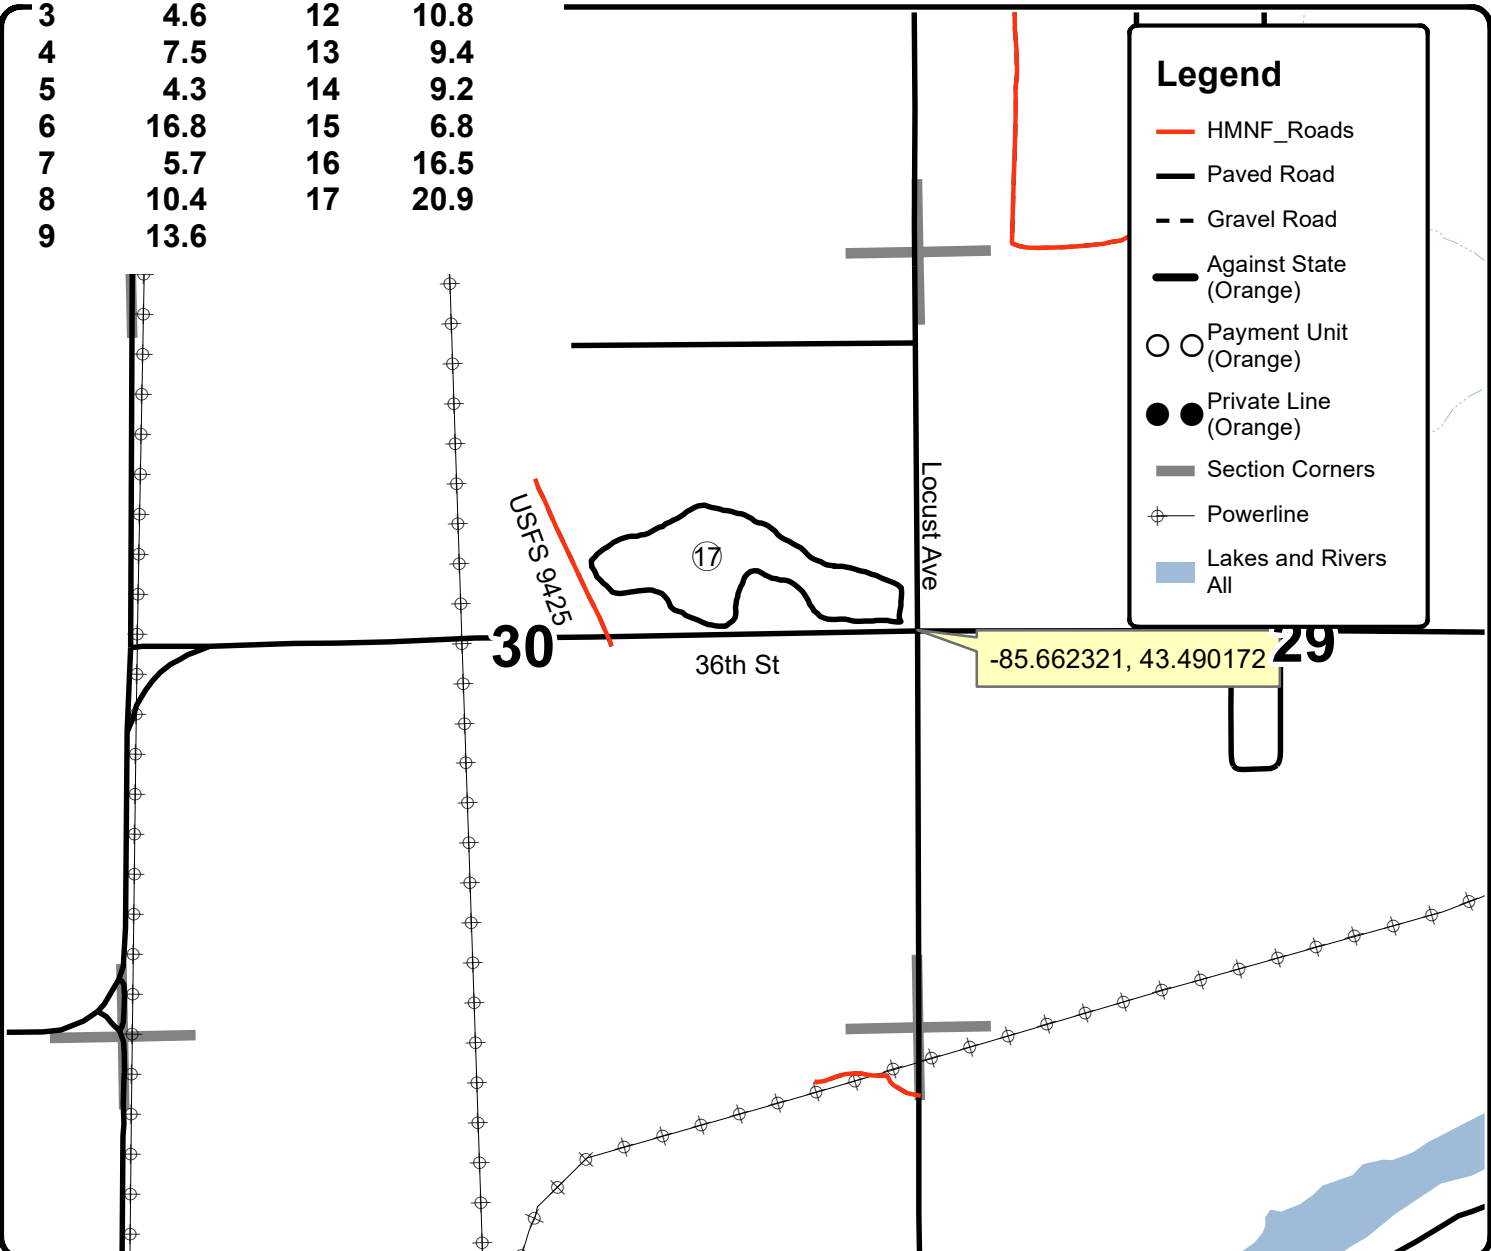 3 4.6 12 10.8
4 7.5 13 9.4
5 4.3 14 9.2
6 16.8 15 6.8
7 5.7 16 16.5
8 10.4 17 20.9
9 13.6
Legend
HMNF_Roads
Paved Road
Gravel Road
Against State
(Orange)
Payment Unit
(Orange)
Private Line
(Orange)
Section Corners
Powerline
Lakes and Rivers
All
Locust Ave
USFS 9425
17
30
36th St
-85.662321, 43.490172
29